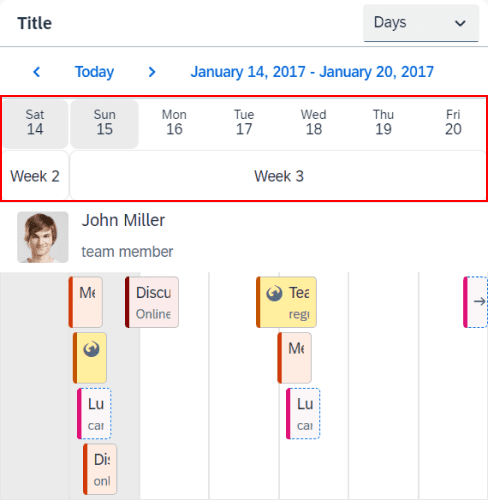 Title
Days
Today
January 14, 2017 - January 20, 2017
Sat Sun Mon Tue Wed Thu Fri
14 15 16 17 18 19 20
Week 2 Week 3
John Miller
team member
Me Discu Tea
Online regu
Me
Lu Lu
car car
Dis
onl